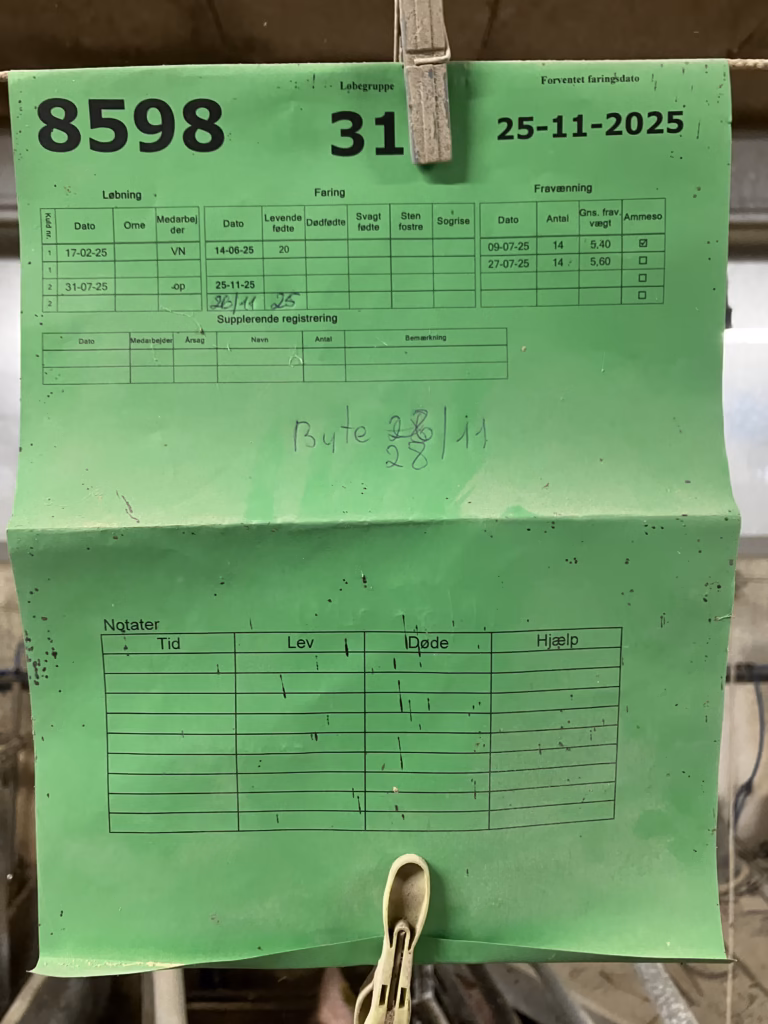 Løbegruppe Forventet faringsdato
8598 31 25-11-2025
Løbning Faring Fravænning
Kuld nr. Dato Orne Medarbej der Dato Levende fødte Dødfødte Svagt fødte Sten fostre Sogrise Dato Antal Gns. frav. vægt Ammeso
1 17-02-25 VN 14-06-25 20 09-07-25 14 5,40 ☑
1 27-07-25 14 5,60 ☐
2 31-07-25 op 25-11-25 ☐
2 26/11 25 ☐
Supplerende registrering
Dato Medarbejder Årsag Navn Antal Bemærkning
Byte /11
28
Notater
Tid Lev Døde Hjælp